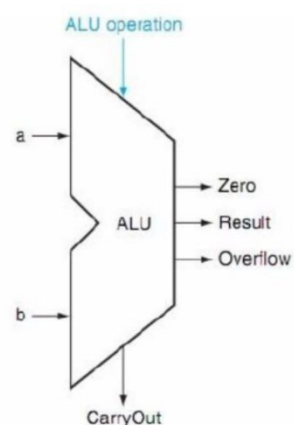 ALU operation
a
Zero
ALU
Result
Overflow
b
CarryOut